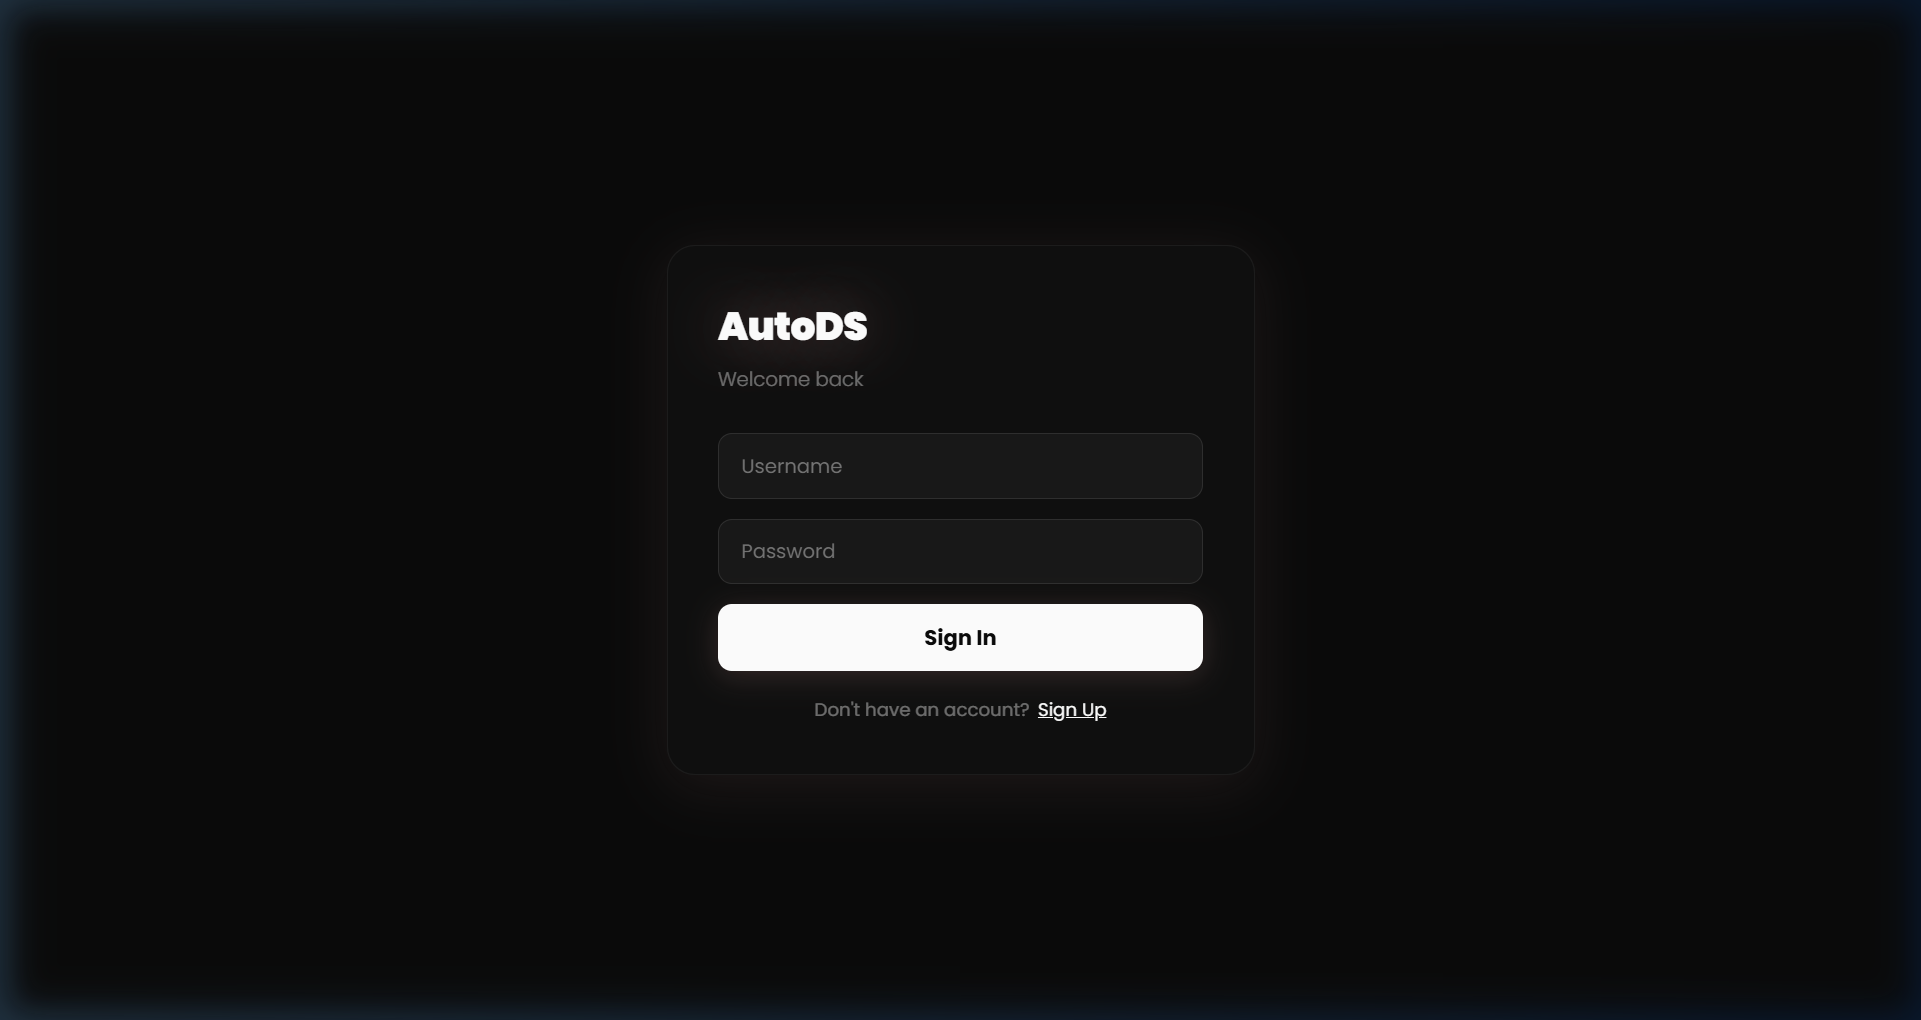 AutoDS
Welcome back
Username
Password
Sign In
Don't have an account? Sign Up